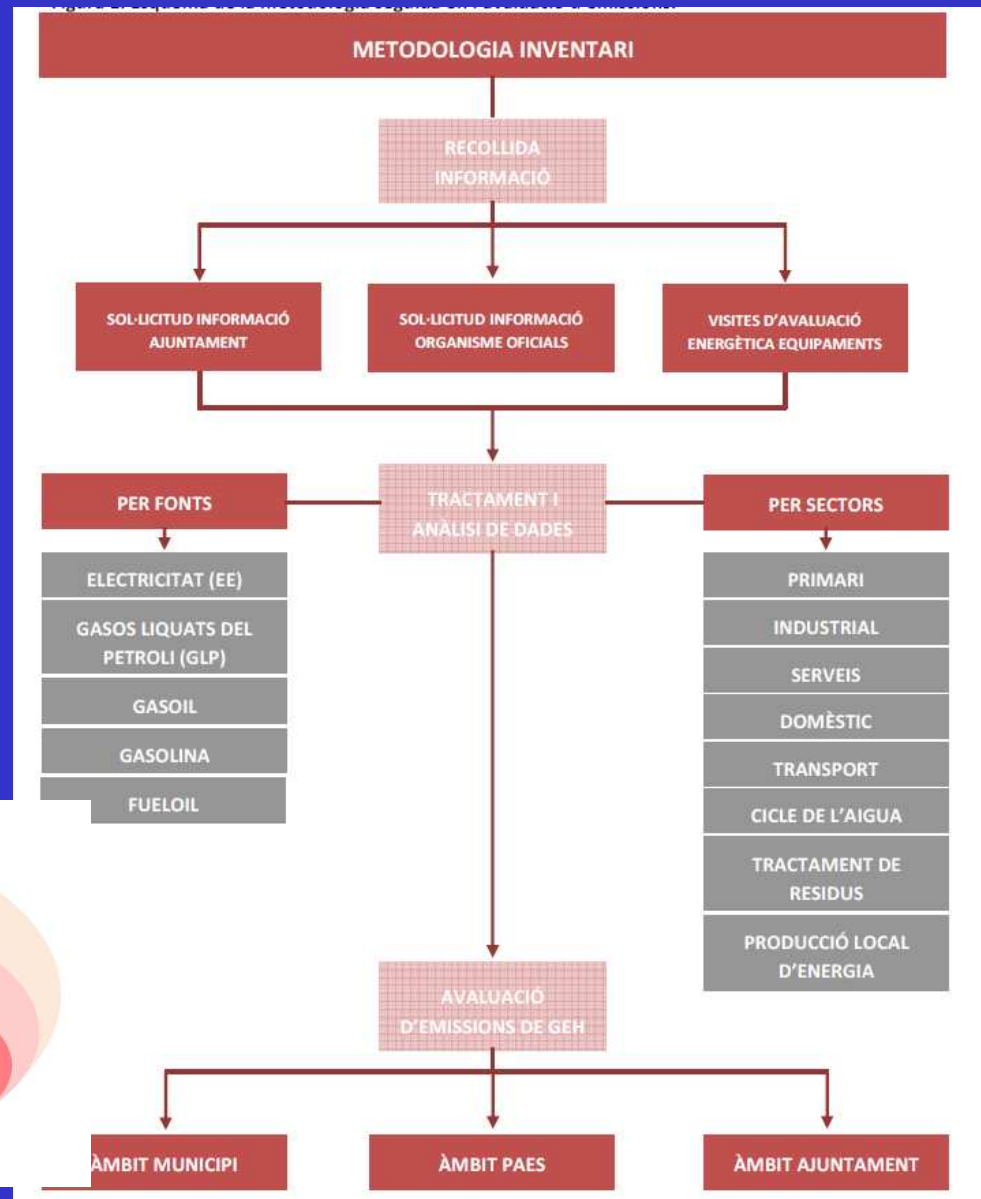 METODOLOGIA INVENTARI
RECOLLIDA
INFORMACIÓ
SOL·LICITUD INFORMACIÓ
AJUNTAMENT
SOL·LICITUD INFORMACIÓ
ORGANISME OFICIALS
VISITES D'AVALUACIÓ
ENERGÈTICA EQUIPAMENTS
PER FONTS
TRACTAMENT I
ANÀLISI DE DADES
PER SECTORS
ELECTRICITAT (EE)
GASOS LIQUATS DEL
PETROLI (GLP)
GASOIL
GASOLINA
FUELOIL
PRIMARI
INDUSTRIAL
SERVEIS
DOMÈSTIC
TRANSPORT
CICLE DE L'AIGUA
TRACTAMENT DE
RESIDUS
PRODUCCIÓ LOCAL
D'ENERGIA
AVALUACIÓ
D'EMISSIONS DE GEH
ÀMBIT MUNICIPI
ÀMBIT PAES
ÀMBIT AJUNTAMENT